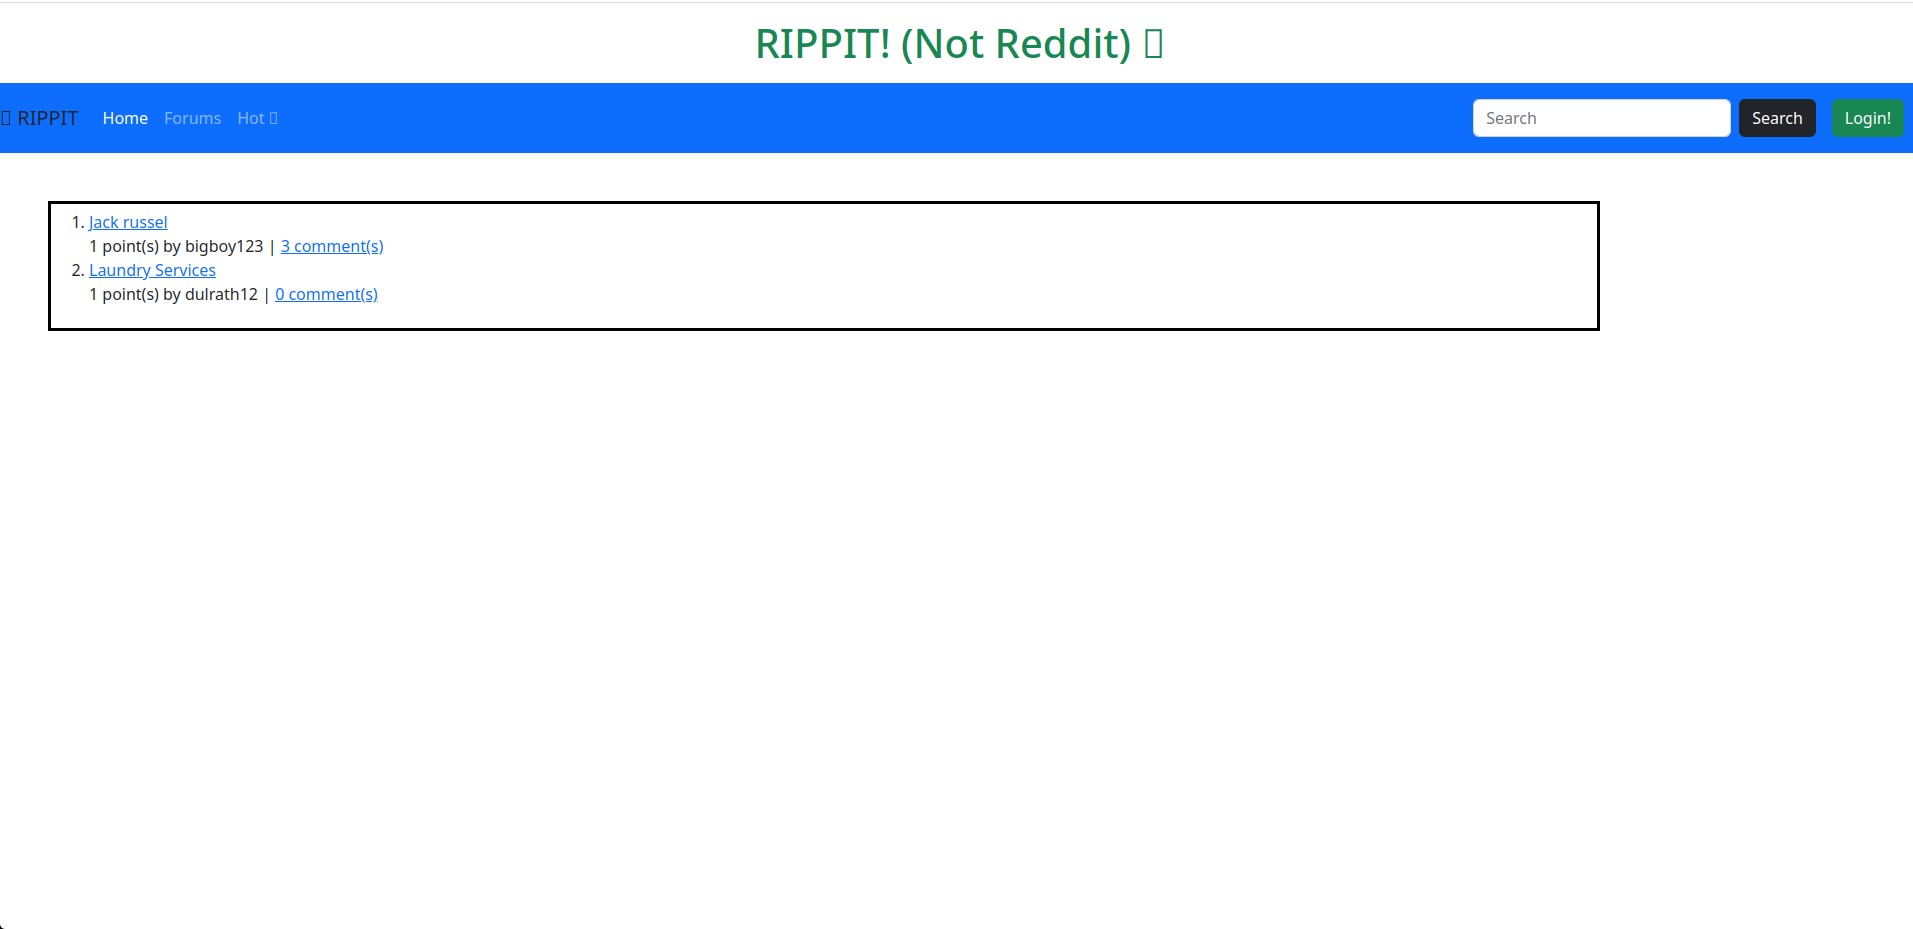 RIPPIT! (Not Reddit)
RIPPIT Home Forums Hot Search Search Login!
1. Jack russel
1 point(s) by bigboy123 | 3 comment(s)
2. Laundry Services
1 point(s) by dulrath12 | 0 comment(s)